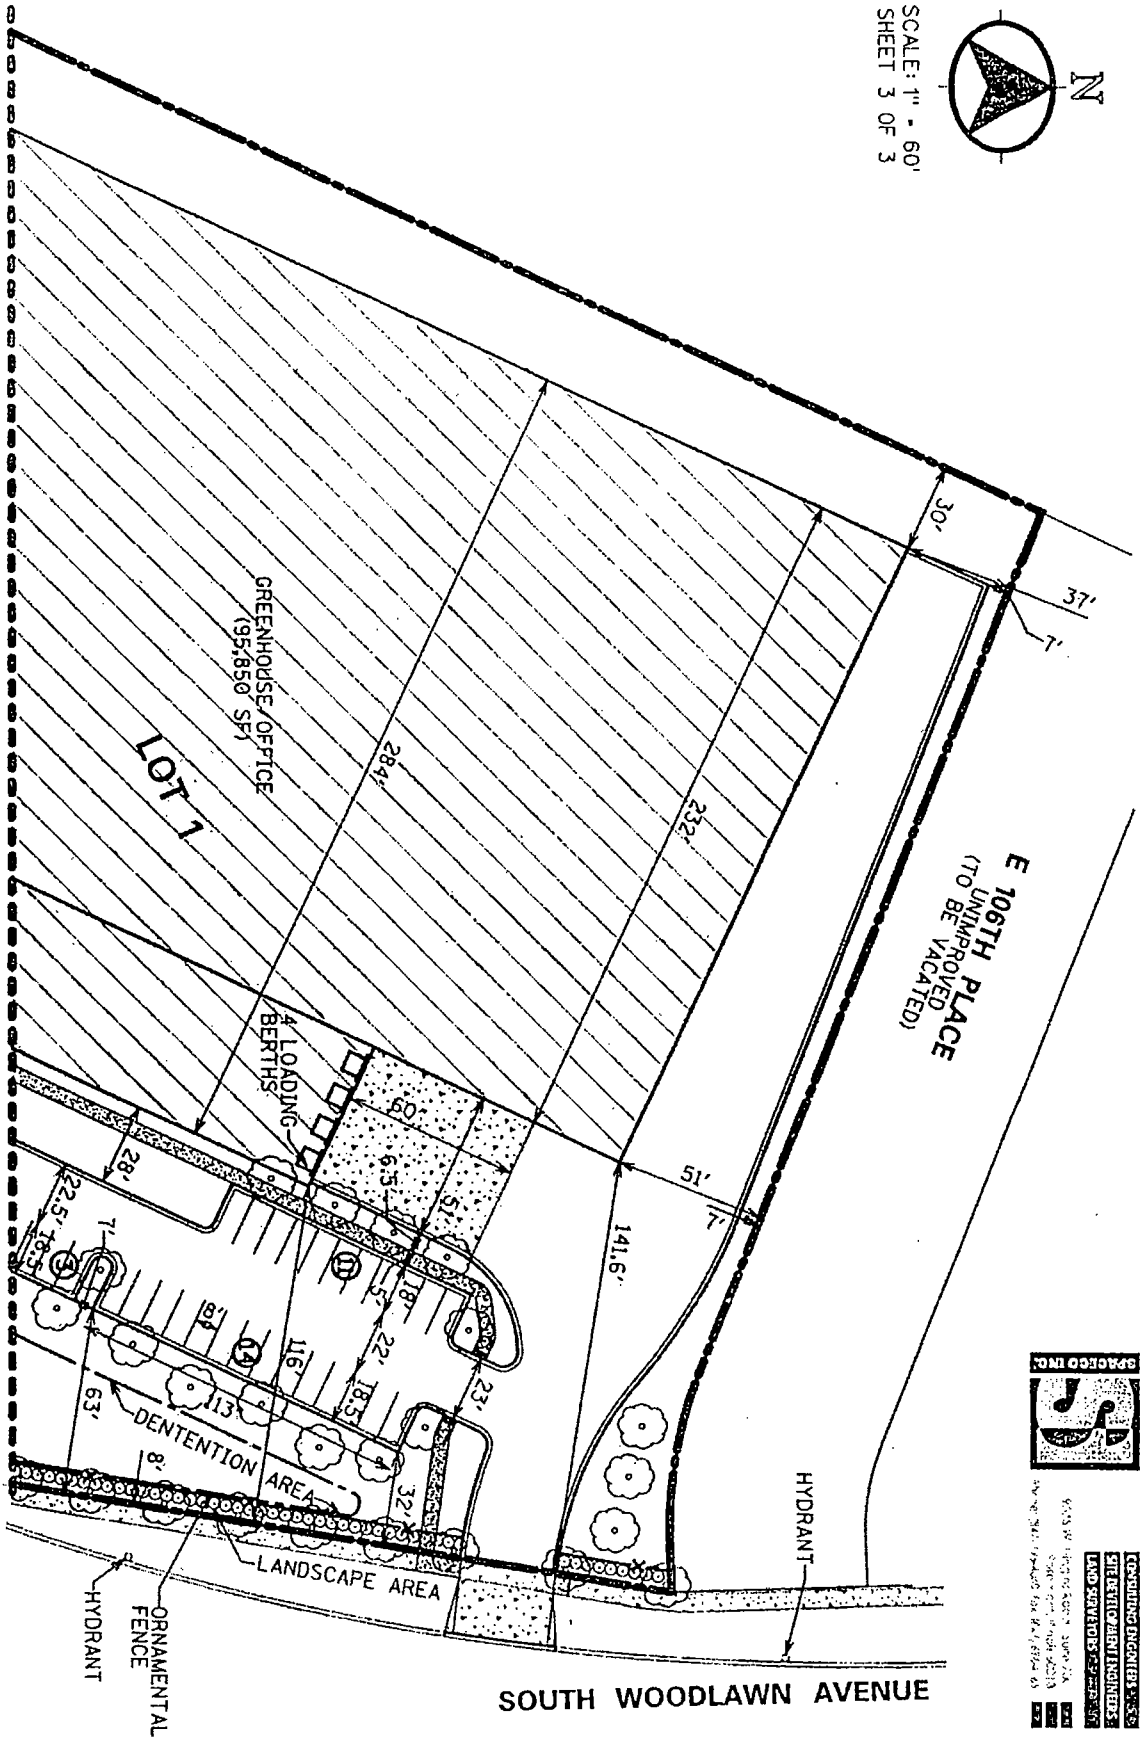 N
SCALE: 1" = 60'
SHEET 3 OF 3
30'
37'
7'
E 106TH PLACE
UNIMPROVED
(TO BE VACATED)
GREENHOUSE/OFFICE
(95,850 SF)
LOT 1
284'
232'
4 LOADING
BERTHS
60'
51'
6.5'
51'
7'
141.6'
28'
22.5'
18.5'
7'
3
11
18'
5'
22'
18.5'
8'
14
116'
23'
113'
63'
32'
DENTENTION AREA
8'
LANDSCAPE AREA
ORNAMENTAL
FENCE
HYDRANT
HYDRANT
SOUTH WOODLAWN AVENUE
SPACECO INC.
CONSULTING ENGINEERS
SITE DEVELOPMENT ENGINEERS
LAND SURVEYORS